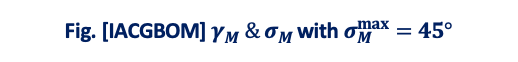 Fig. [IACGBOM] γ_M & σ_M with σ_M^max = 45°